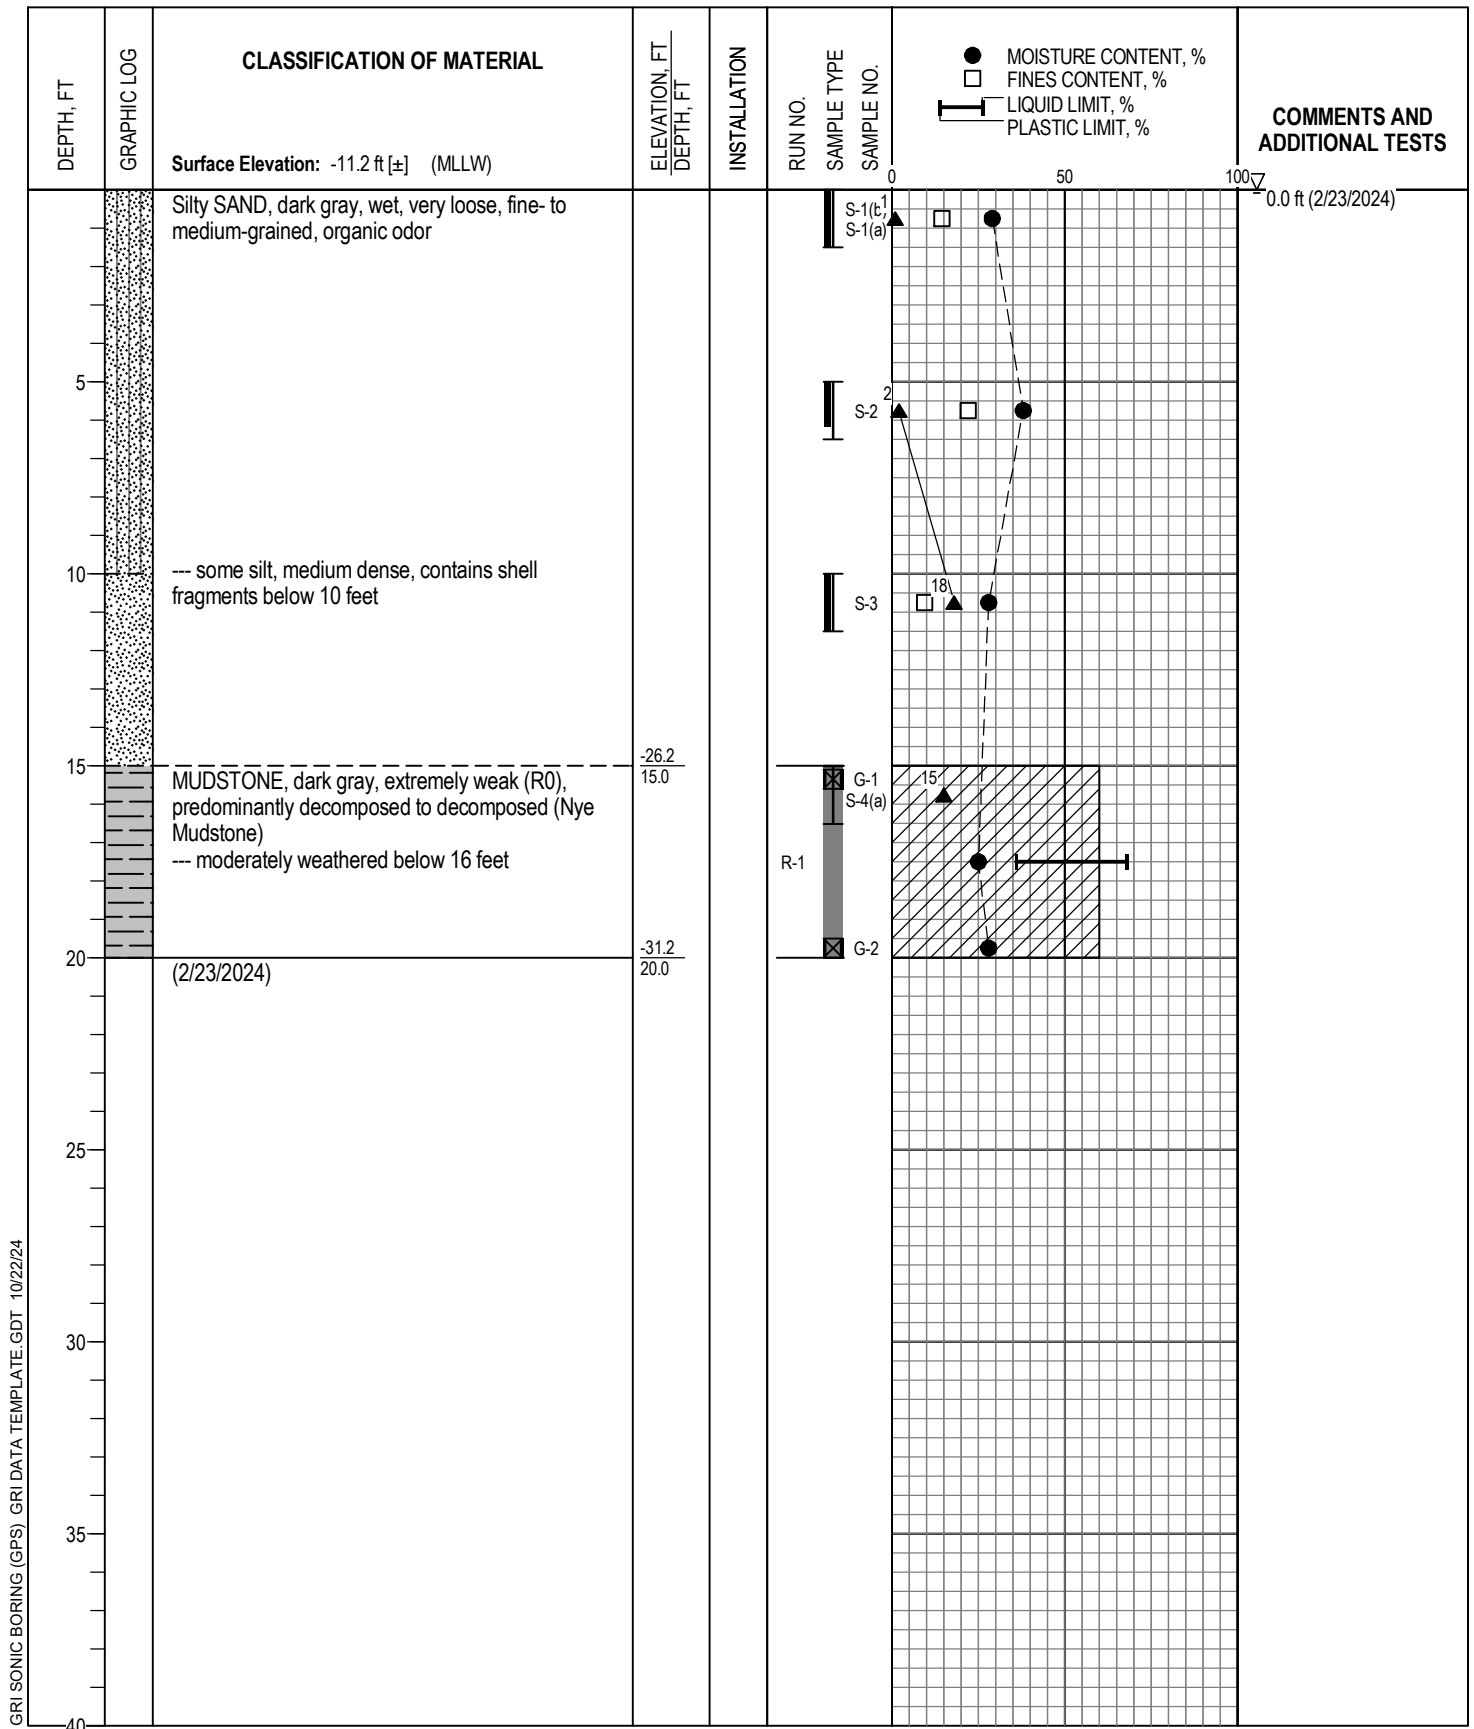 DEPTH, FT
GRAPHIC LOG
CLASSIFICATION OF MATERIAL
Surface Elevation: -11.2 ft [±] (MLLW)
ELEVATION, FT
DEPTH, FT
INSTALLATION
RUN NO.
SAMPLE TYPE
SAMPLE NO.
MOISTURE CONTENT, %
FINES CONTENT, %
LIQUID LIMIT, %
PLASTIC LIMIT, %
COMMENTS AND
ADDITIONAL TESTS
0 50 100
0.0 ft (2/23/2024)
Silty SAND, dark gray, wet, very loose, fine- to
medium-grained, organic odor
S-1(b) 1
S-1(a)
5
S-2 2
10
--- some silt, medium dense, contains shell
fragments below 10 feet
S-3 18
15
-26.2
15.0
MUDSTONE, dark gray, extremely weak (R0),
predominantly decomposed to decomposed (Nye
Mudstone)
--- moderately weathered below 16 feet
R-1
G-1 15
S-4(a)
G-2
20
-31.2
20.0
(2/23/2024)
25
30
35
40
GRI SONIC BORING (GPS) GRI DATA TEMPLATE.GDT 10/22/24